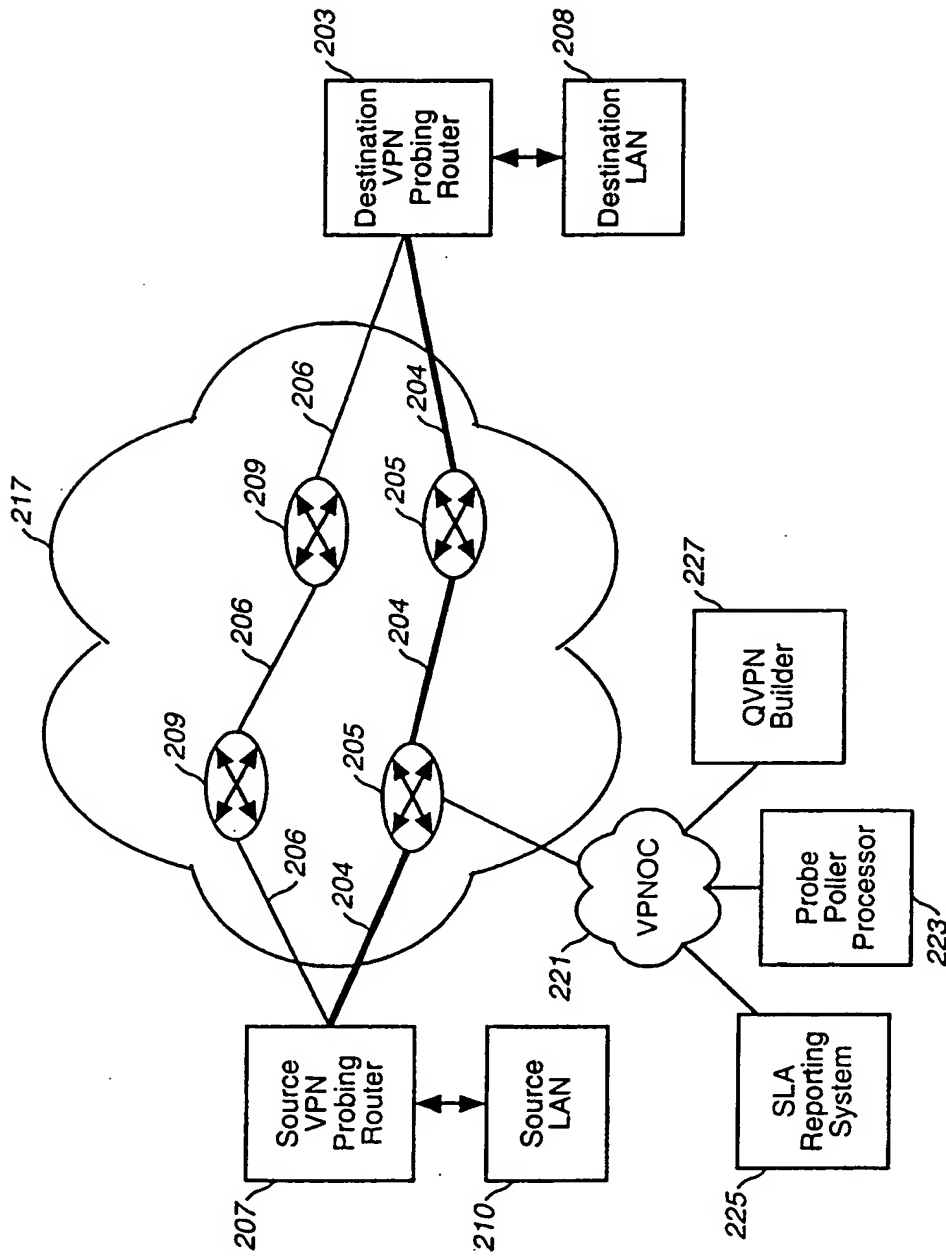 217
203
Destination
VPN
Probing
Router
208
Destination
LAN
206
209
206
209
206
204
205
204
205
204
207
Source
VPN
Probing
Router
210
Source
LAN
221
VPNOC
227
QVPN
Builder
223
Probe
Poller
Processor
225
SLA
Reporting
System